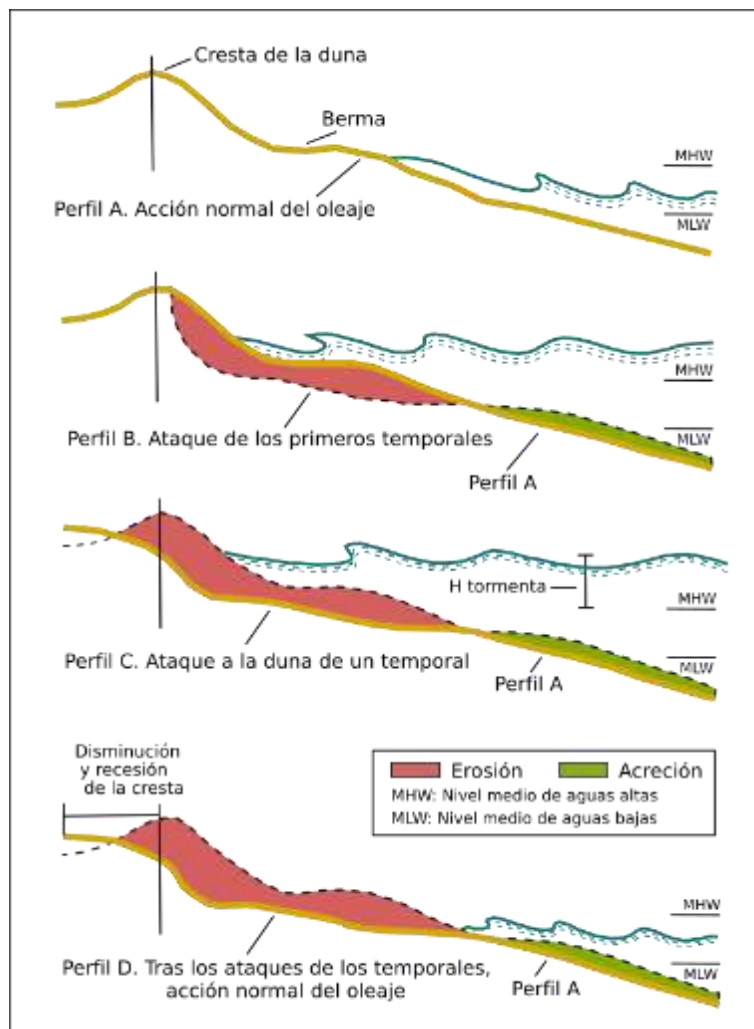 Cresta de la duna
Berma
MHW
Perfil A. Acción normal del oleaje
MLW
MHW
Perfil B. Ataque de los primeros temporales
MLW
Perfil A
H tormenta
MHW
Perfil C. Ataque a la duna de un temporal
MLW
Perfil A
Disminución
y recesión
de la cresta
Erosión
Acreción
MHW: Nivel medio de aguas altas
MLW: Nivel medio de aguas bajas
MHW
Perfil D. Tras los ataques de los temporales,
acción normal del oleaje
MLW
Perfil A